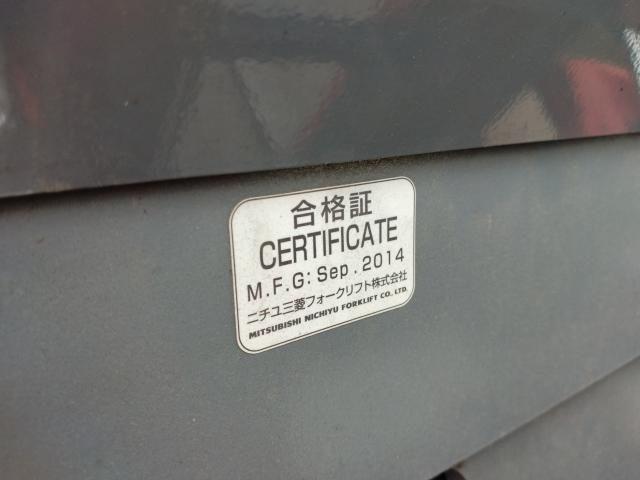 合格証
CERTIFICATE
M.F.G: Sep. 2014
ニチユ三菱フォークリフト株式会社
MITSUBISHI NICHIYU FORKLIFT CO., LTD.